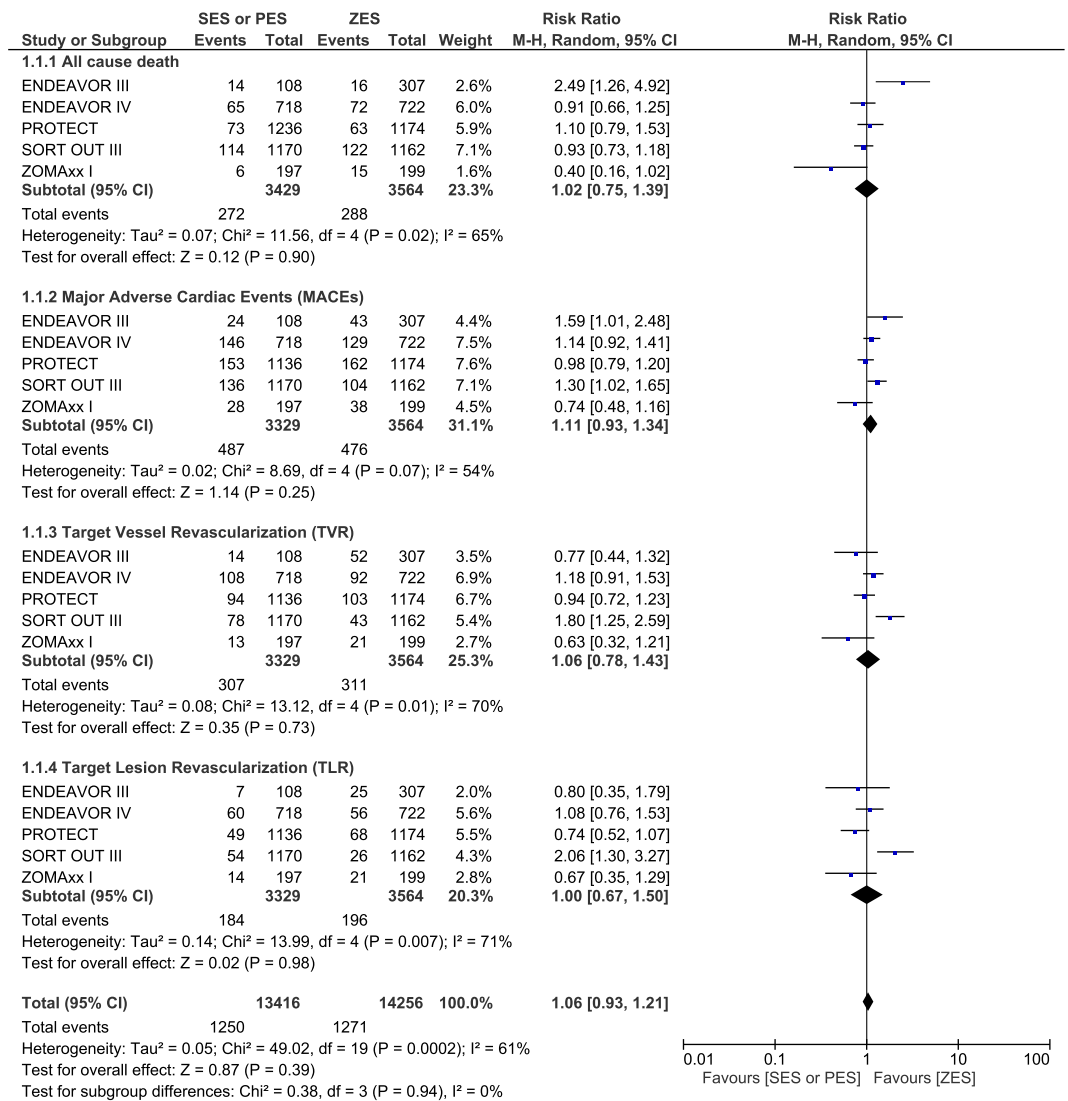 SES or PES ZES Risk Ratio Risk Ratio
Study or Subgroup Events Total Events Total Weight M-H, Random, 95% CI M-H, Random, 95% CI
1.1.1 All cause death
ENDEAVOR III 14 108 16 307 2.6% 2.49 [1.26, 4.92]
ENDEAVOR IV 65 718 72 722 6.0% 0.91 [0.66, 1.25]
PROTECT 73 1236 63 1174 5.9% 1.10 [0.79, 1.53]
SORT OUT III 114 1170 122 1162 7.1% 0.93 [0.73, 1.18]
ZOMAxx I 6 197 15 199 1.6% 0.40 [0.16, 1.02]
Subtotal (95% CI) 3429 3564 23.3% 1.02 [0.75, 1.39]
Total events 272 288
Heterogeneity: Tau² = 0.07; Chi² = 11.56, df = 4 (P = 0.02); I² = 65%
Test for overall effect: Z = 0.12 (P = 0.90)
1.1.2 Major Adverse Cardiac Events (MACEs)
ENDEAVOR III 24 108 43 307 4.4% 1.59 [1.01, 2.48]
ENDEAVOR IV 146 718 129 722 7.5% 1.14 [0.92, 1.41]
PROTECT 153 1136 162 1174 7.6% 0.98 [0.79, 1.20]
SORT OUT III 136 1170 104 1162 7.1% 1.30 [1.02, 1.65]
ZOMAxx I 28 197 38 199 4.5% 0.74 [0.48, 1.16]
Subtotal (95% CI) 3329 3564 31.1% 1.11 [0.93, 1.34]
Total events 487 476
Heterogeneity: Tau² = 0.02; Chi² = 8.69, df = 4 (P = 0.07); I² = 54%
Test for overall effect: Z = 1.14 (P = 0.25)
1.1.3 Target Vessel Revascularization (TVR)
ENDEAVOR III 14 108 52 307 3.5% 0.77 [0.44, 1.32]
ENDEAVOR IV 108 718 92 722 6.9% 1.18 [0.91, 1.53]
PROTECT 94 1136 103 1174 6.7% 0.94 [0.72, 1.23]
SORT OUT III 78 1170 43 1162 5.4% 1.80 [1.25, 2.59]
ZOMAxx I 13 197 21 199 2.7% 0.63 [0.32, 1.21]
Subtotal (95% CI) 3329 3564 25.3% 1.06 [0.78, 1.43]
Total events 307 311
Heterogeneity: Tau² = 0.08; Chi² = 13.12, df = 4 (P = 0.01); I² = 70%
Test for overall effect: Z = 0.35 (P = 0.73)
1.1.4 Target Lesion Revascularization (TLR)
ENDEAVOR III 7 108 25 307 2.0% 0.80 [0.35, 1.79]
ENDEAVOR IV 60 718 56 722 5.6% 1.08 [0.76, 1.53]
PROTECT 49 1136 68 1174 5.5% 0.74 [0.52, 1.07]
SORT OUT III 54 1170 26 1162 4.3% 2.06 [1.30, 3.27]
ZOMAxx I 14 197 21 199 2.8% 0.67 [0.35, 1.29]
Subtotal (95% CI) 3329 3564 20.3% 1.00 [0.67, 1.50]
Total events 184 196
Heterogeneity: Tau² = 0.14; Chi² = 13.99, df = 4 (P = 0.007); I² = 71%
Test for overall effect: Z = 0.02 (P = 0.98)
Total (95% CI) 13416 14256 100.0% 1.06 [0.93, 1.21]
Total events 1250 1271
Heterogeneity: Tau² = 0.05; Chi² = 49.02, df = 19 (P = 0.0002); I² = 61%
Test for overall effect: Z = 0.87 (P = 0.39)
Test for subgroup differences: Chi² = 0.38, df = 3 (P = 0.94), I² = 0%
0.01 0.1 1 10 100
Favours [SES or PES] Favours [ZES]